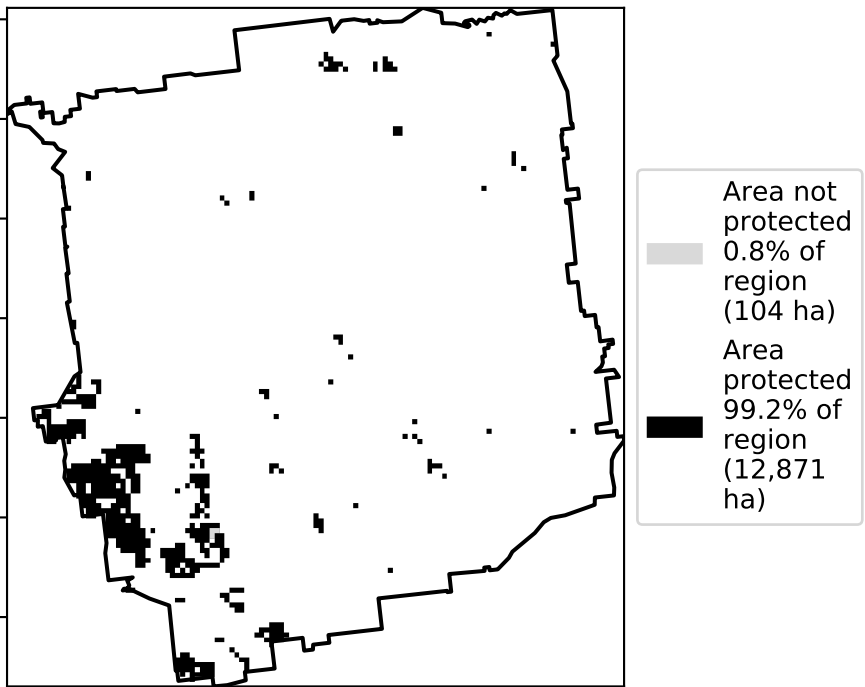 Area not
protected
0.8% of
region
(104 ha)
Area
protected
99.2% of
region
(12,871
ha)